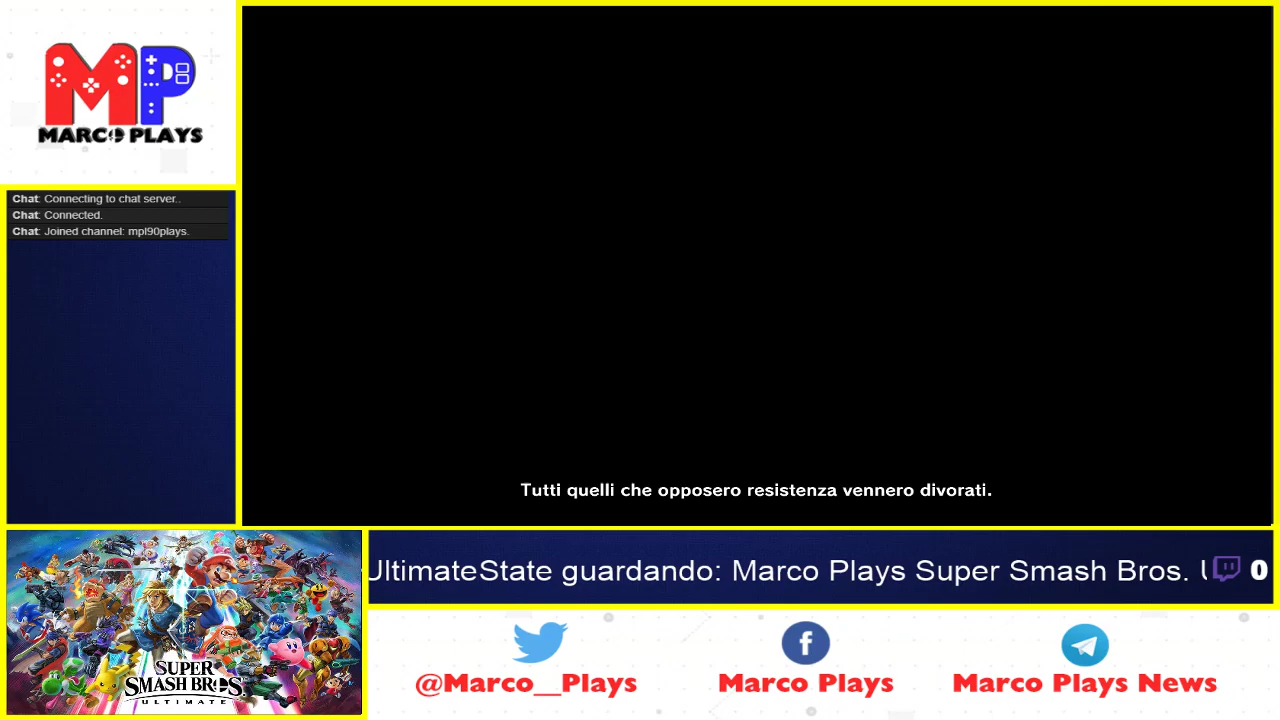 MP
MARCO PLAYS
Chat: Connecting to chat server..
Chat: Connected.
Chat: Joined channel: mpl90plays.
Tutti quelli che opposero resistenza vennero divorati.
SUPER
SMASH BROS.
ULTIMATE
UltimateState guardando: Marco Plays Super Smash Bros.
0
@Marco__Plays
Marco Plays
Marco Plays News